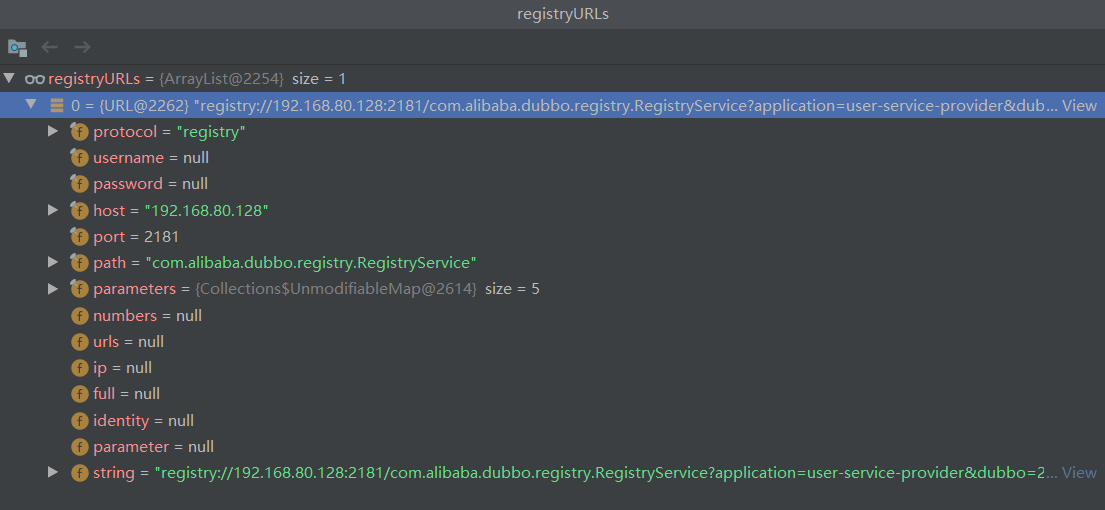 registryURLs
registryURLs = {ArrayList@2254} size = 1
0 = {URL@2262} "registry://192.168.80.128:2181/com.alibaba.dubbo.registry.RegistryService?application=user-service-provider&dub... View
f protocol = "registry"
f username = null
f password = null
f host = "192.168.80.128"
f port = 2181
f path = "com.alibaba.dubbo.registry.RegistryService"
f parameters = {Collections$UnmodifiableMap@2614} size = 5
f numbers = null
f urls = null
f ip = null
f full = null
f identity = null
f parameter = null
f string = "registry://192.168.80.128:2181/com.alibaba.dubbo.registry.RegistryService?application=user-service-provider&dubbo=2... View